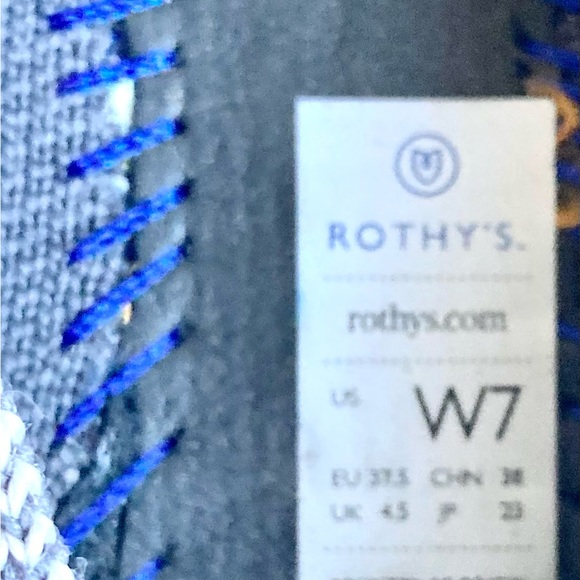 ROTHY'S.
rothys.com
US W7
EU 37.5 CHN 38
UK 4.5 JP 23